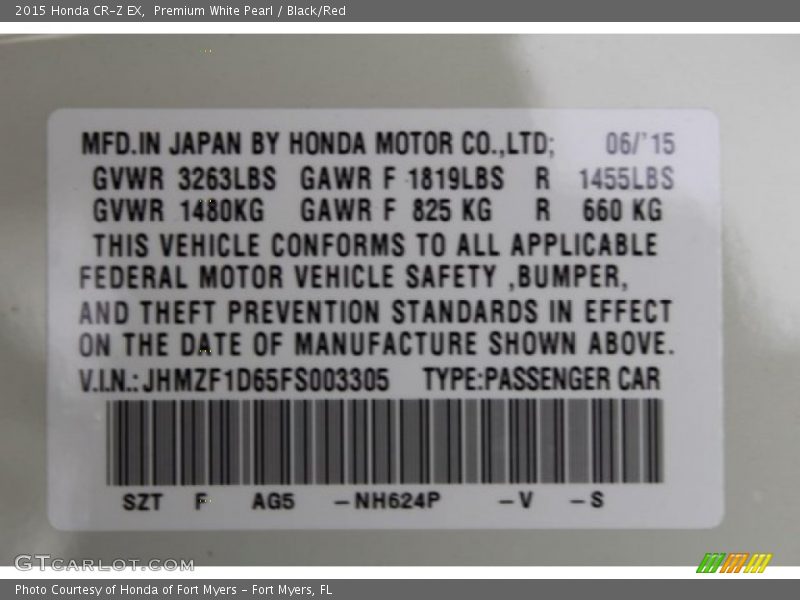 2015 Honda CR-Z EX,  Premium White Pearl / Black/Red
MFD.IN JAPAN BY HONDA MOTOR CO.,LTD; 06/'15
GVWR 3263LBS GAWR F 1819LBS R 1455LBS
GVWR 1480KG GAWR F 825 KG R 660 KG
THIS VEHICLE CONFORMS TO ALL APPLICABLE
FEDERAL MOTOR VEHICLE SAFETY ,BUMPER,
AND THEFT PREVENTION STANDARDS IN EFFECT
ON THE DATE OF MANUFACTURE SHOWN ABOVE.
V.I.N.: JHMZF1D65FS003305 TYPE:PASSENGER CAR
SZT F AG5 –NH624P –V –S
GTCARLOT.COM
Photo Courtesy of Honda of Fort Myers – Fort Myers, FL